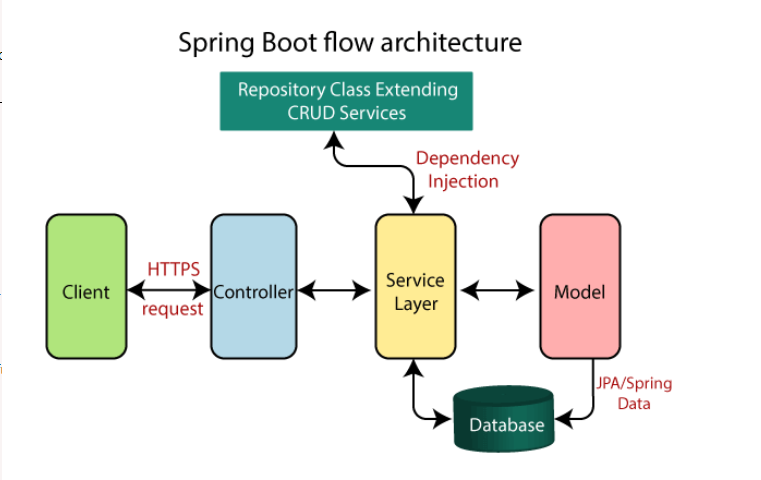 Spring Boot flow architecture
Repository Class Extending
CRUD Services
Dependency
Injection
HTTPS
request
Client
Controller
Service
Layer
Model
JPA/Spring
Data
Database